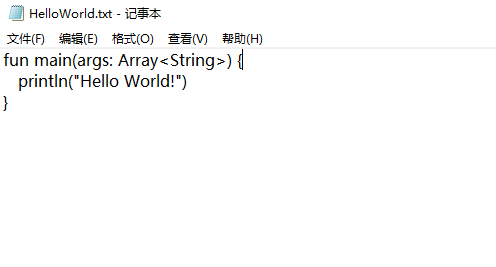 HelloWorld.txt - 记事本
文件(F) 编辑(E) 格式(O) 查看(V) 帮助(H)
fun main(args: Array<String>) {
    println("Hello World!")
}